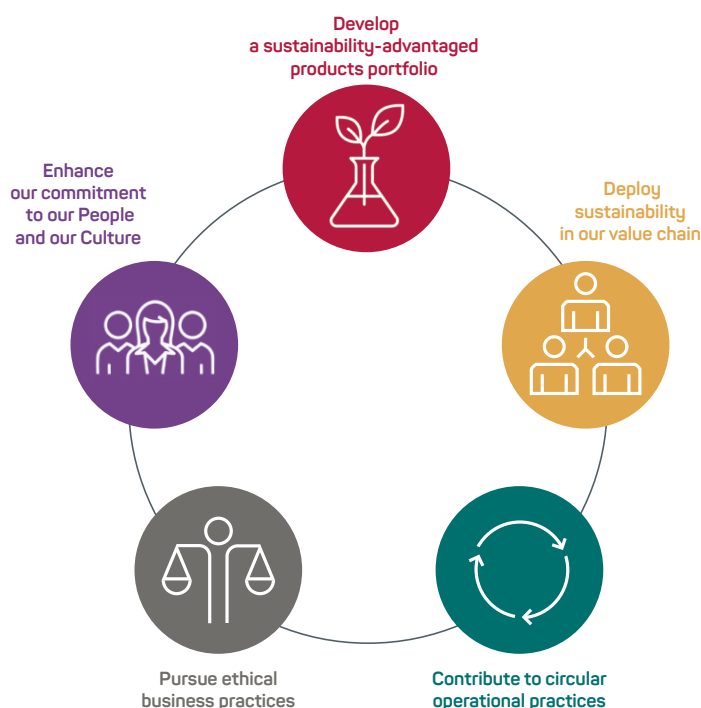 Develop
a sustainability-advantaged
products portfolio
Enhance
our commitment
to our People
and our Culture
Deploy
sustainability
in our value chain
Pursue ethical
business practices
Contribute to circular
operational practices